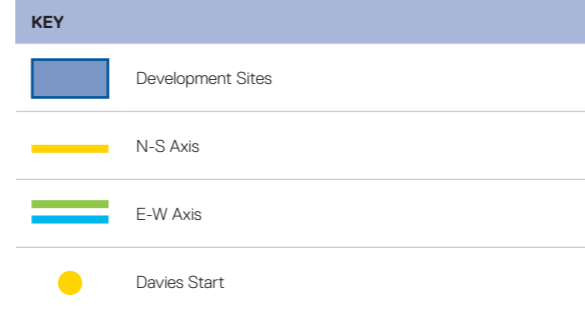 KEY
Development Sites
N-S Axis
E-W Axis
Davies Start